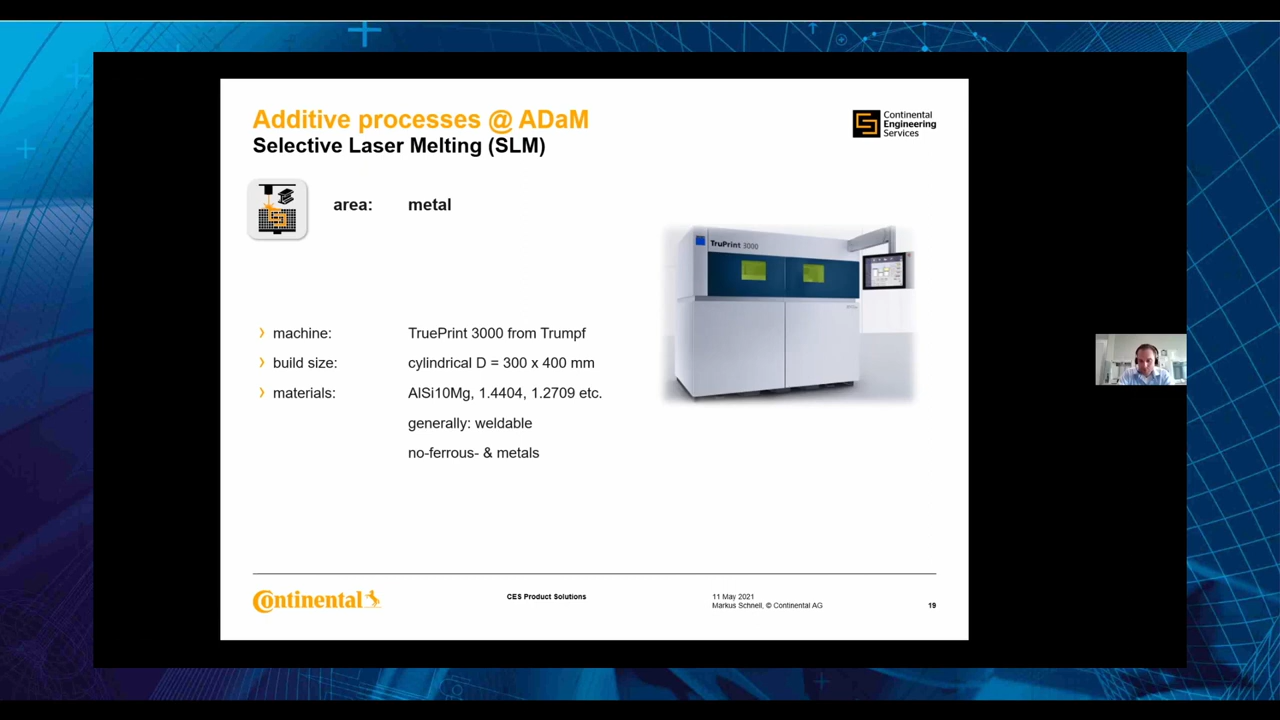 Additive processes @ ADaM
Selective Laser Melting (SLM)
Continental
Engineering
Services
area: metal
TruPrint 3000
machine: TruePrint 3000 from Trumpf
build size: cylindrical D = 300 x 400 mm
materials: AlSi10Mg, 1.4404, 1.2709 etc.
generally: weldable
no-ferrous- & metals
Continental
CES Product Solutions
11 May 2021
Markus Schnell, © Continental AG
19